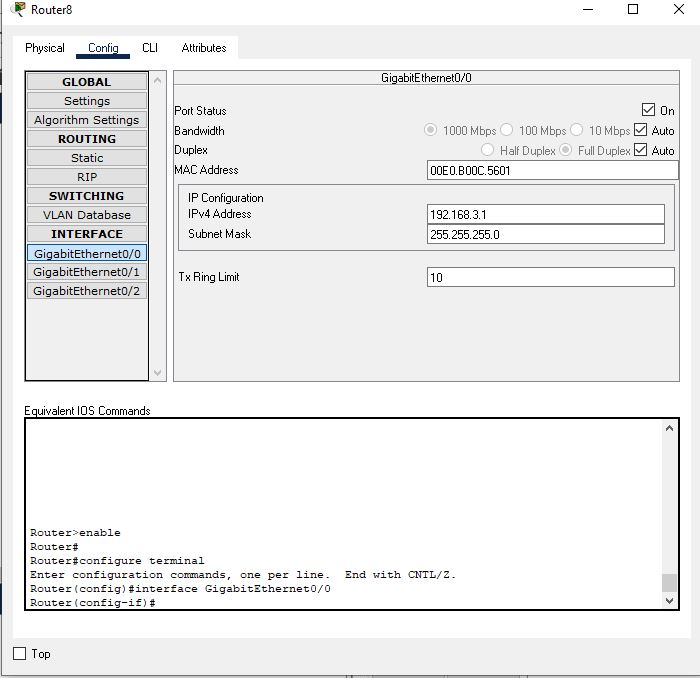 Router8
Physical Config CLI Attributes
GLOBAL
Settings
Algorithm Settings
ROUTING
Static
RIP
SWITCHING
VLAN Database
INTERFACE
GigabitEthernet0/0
GigabitEthernet0/1
GigabitEthernet0/2
GigabitEthernet0/0
Port Status On
Bandwidth 1000 Mbps 100 Mbps 10 Mbps Auto
Duplex Half Duplex Full Duplex Auto
MAC Address 00E0.B00C.5601
IP Configuration
IPv4 Address 192.168.3.1
Subnet Mask 255.255.255.0
Tx Ring Limit 10
Equivalent IOS Commands
Router>enable
Router#
Router#configure terminal
Enter configuration commands, one per line.  End with CNTL/Z.
Router(config)#interface GigabitEthernet0/0
Router(config-if)#
Top